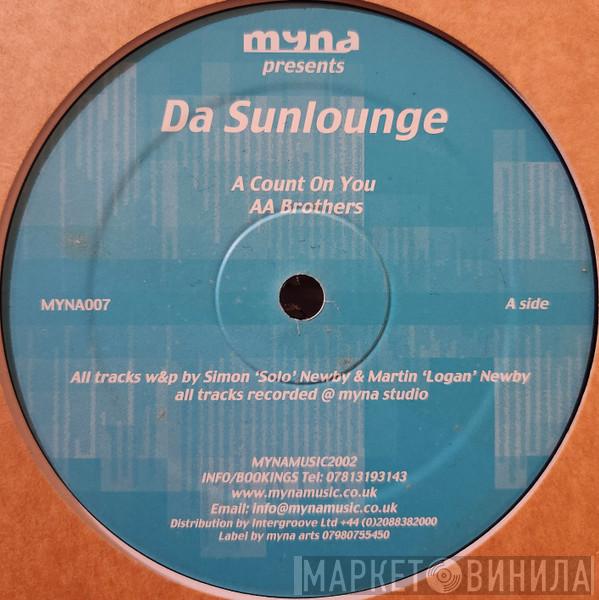 myna
presents
Da Sunlounge
A Count On You
AA Brothers
MYNA007
A side
All tracks w&p by Simon ‘Solo’ Newby & Martin ‘Logan’ Newby
all tracks recorded @ myna studio
MYNAMUSIC2002
INFO/BOOKINGS Tel: 07813193143
www.mynamusic.co.uk
Email: info@mynamusic.co.uk
Distribution by Intergroove Ltd +44 (0)2088382000
Label by myna arts 07980755450
МАРКЕТ ВИНИЛА